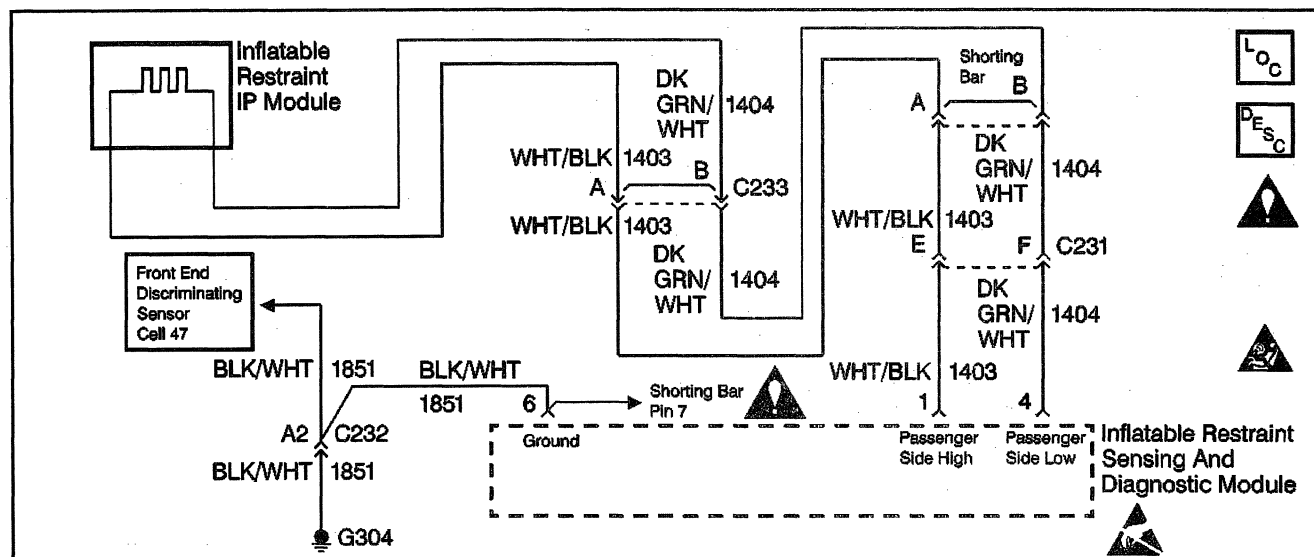 Inflatable
Restraint
IP Module
DK
GRN/
WHT
1404
WHT/BLK 1403
A B C233
WHT/BLK 1403
DK
GRN/
WHT
1404
Shorting
Bar
A B
DK
GRN/
WHT
1404
WHT/BLK 1403
E F C231
DK
GRN/
WHT
1404
WHT/BLK 1403
1 4
LOC
DESC
Front End
Discriminating
Sensor
Cell 47
BLK/WHT 1851
BLK/WHT
1851
6
Shorting Bar
Pin 7
A2 C232
BLK/WHT 1851
G304
Ground
Passenger
Side High
Passenger
Side Low
Inflatable Restraint
Sensing And
Diagnostic Module